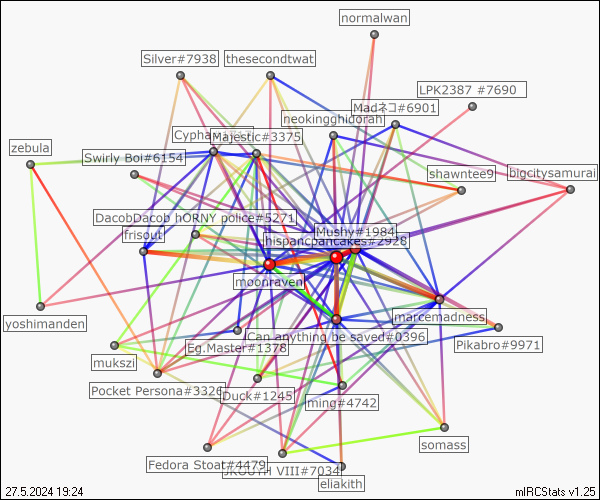 normalwan
Silver#7938
thesecondtwat
LPK2387 #7690
Madネコ#6901
neokingghidorah
Majestic#3375
zebula
Swirly Boi#6154
shawntee9
bigcitysamurai
DacobDacob hORNY police#5271
frisout
Mushy#1984
hispancpancakes#2928
moonraven
marcemadness
yoshimanden
Can anything be saved#0396
Eg.Master#1378
Pikabro#9971
mukszi
Pocket Persona#3326
Duck#1245
lming#4742
somass
Fedora Stoat#4479
VIII#7034
eliakith
27.5.2024 19:24
mIRCStats v1.25